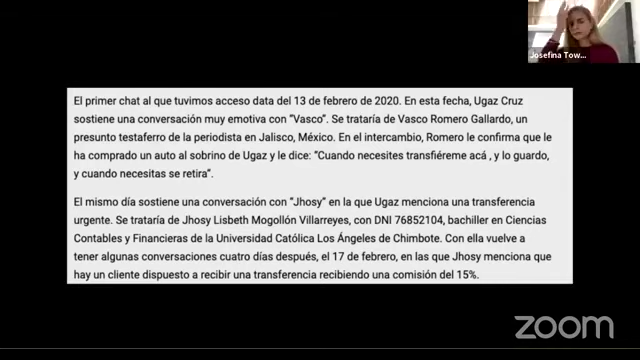 Josefina Tow...
El primer chat al que tuvimos acceso data del 13 de febrero de 2020. En esta fecha, Ugaz Cruz
sostiene una conversación muy emotiva con “Vasco”. Se trataría de Vasco Romero Gallardo, un
presunto testaferro de la periodista en Jalisco, México. En el intercambio, Romero le confirma que le
ha comprado un auto al sobrino de Ugaz y le dice: “Cuando necesites transfiéreme acá , y lo guardo,
y cuando necesitas se retira”.
El mismo día sostiene una conversación con “Jhosy” en la que Ugaz menciona una transferencia
urgente. Se trataría de Jhosy Lisbeth Mogollón Villarreyes, con DNI 76852104, bachiller en Ciencias
Contables y Financieras de la Universidad Católica Los Ángeles de Chimbote. Con ella vuelve a
tener algunas conversaciones cuatro días después, el 17 de febrero, en las que Jhosy menciona que
hay un cliente dispuesto a recibir una transferencia recibiendo una comisión del 15%.
zoom